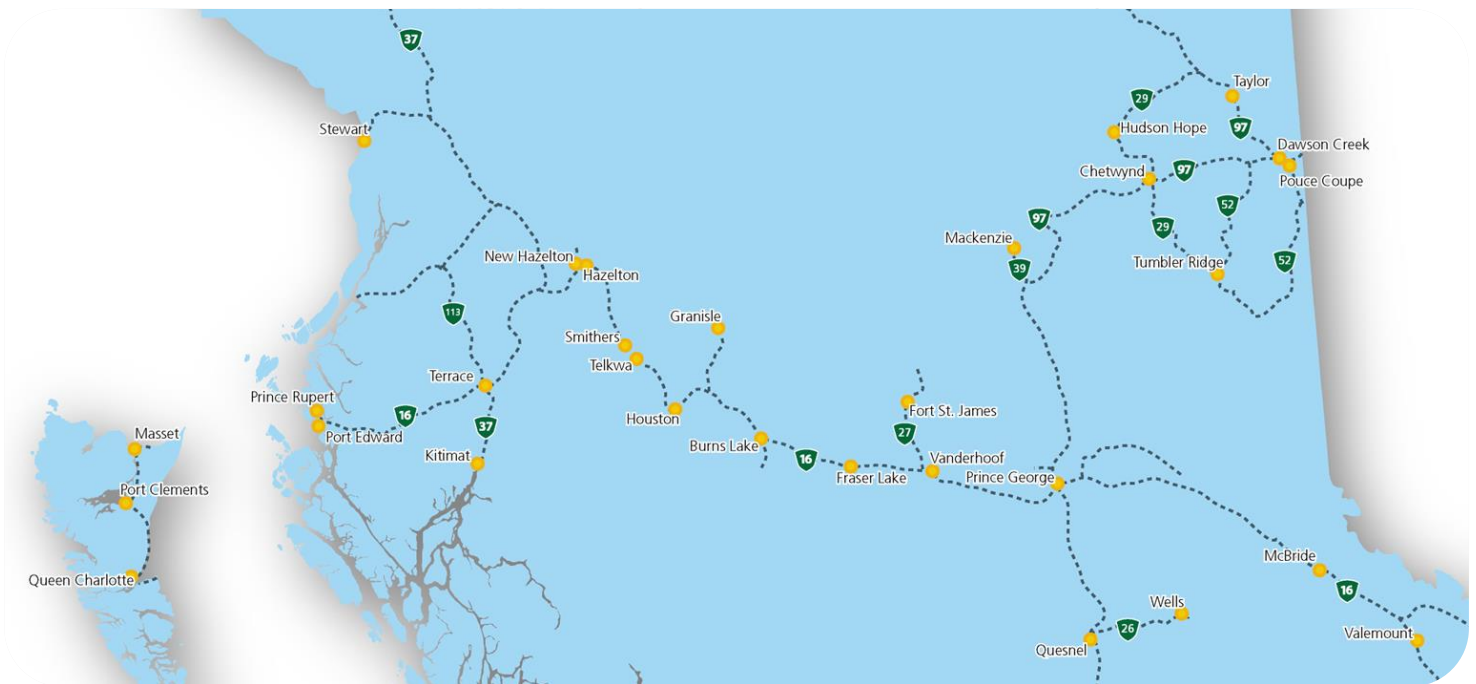 37
Taylor
29
Stewart
Hudson Hope
97
Dawson Creek
Chetwynd
97
Pouce Coupe
52
97
29
Mackenzie
New Hazelton
39
Tumbler Ridge
52
Hazelton
113
Granisle
Smithers
Telkwa
Terrace
Prince Rupert
16
Fort St. James
Houston
37
Port Edward
27
Masset
Burns Lake
Kitimat
16
Vanderhoof
Fraser Lake
Prince George
Port Clements
McBride
Queen Charlotte
16
Wells
26
Valemount
Quesnel